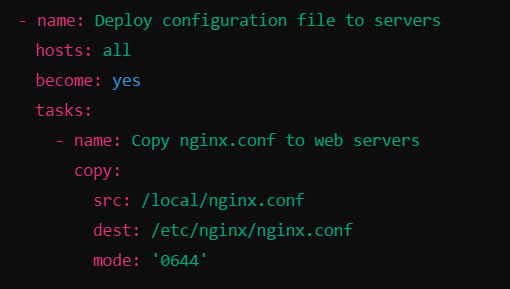 - name: Deploy configuration file to servers
  hosts: all
  become: yes
  tasks:
    - name: Copy nginx.conf to web servers
      copy:
        src: /local/nginx.conf
        dest: /etc/nginx/nginx.conf
        mode: '0644'